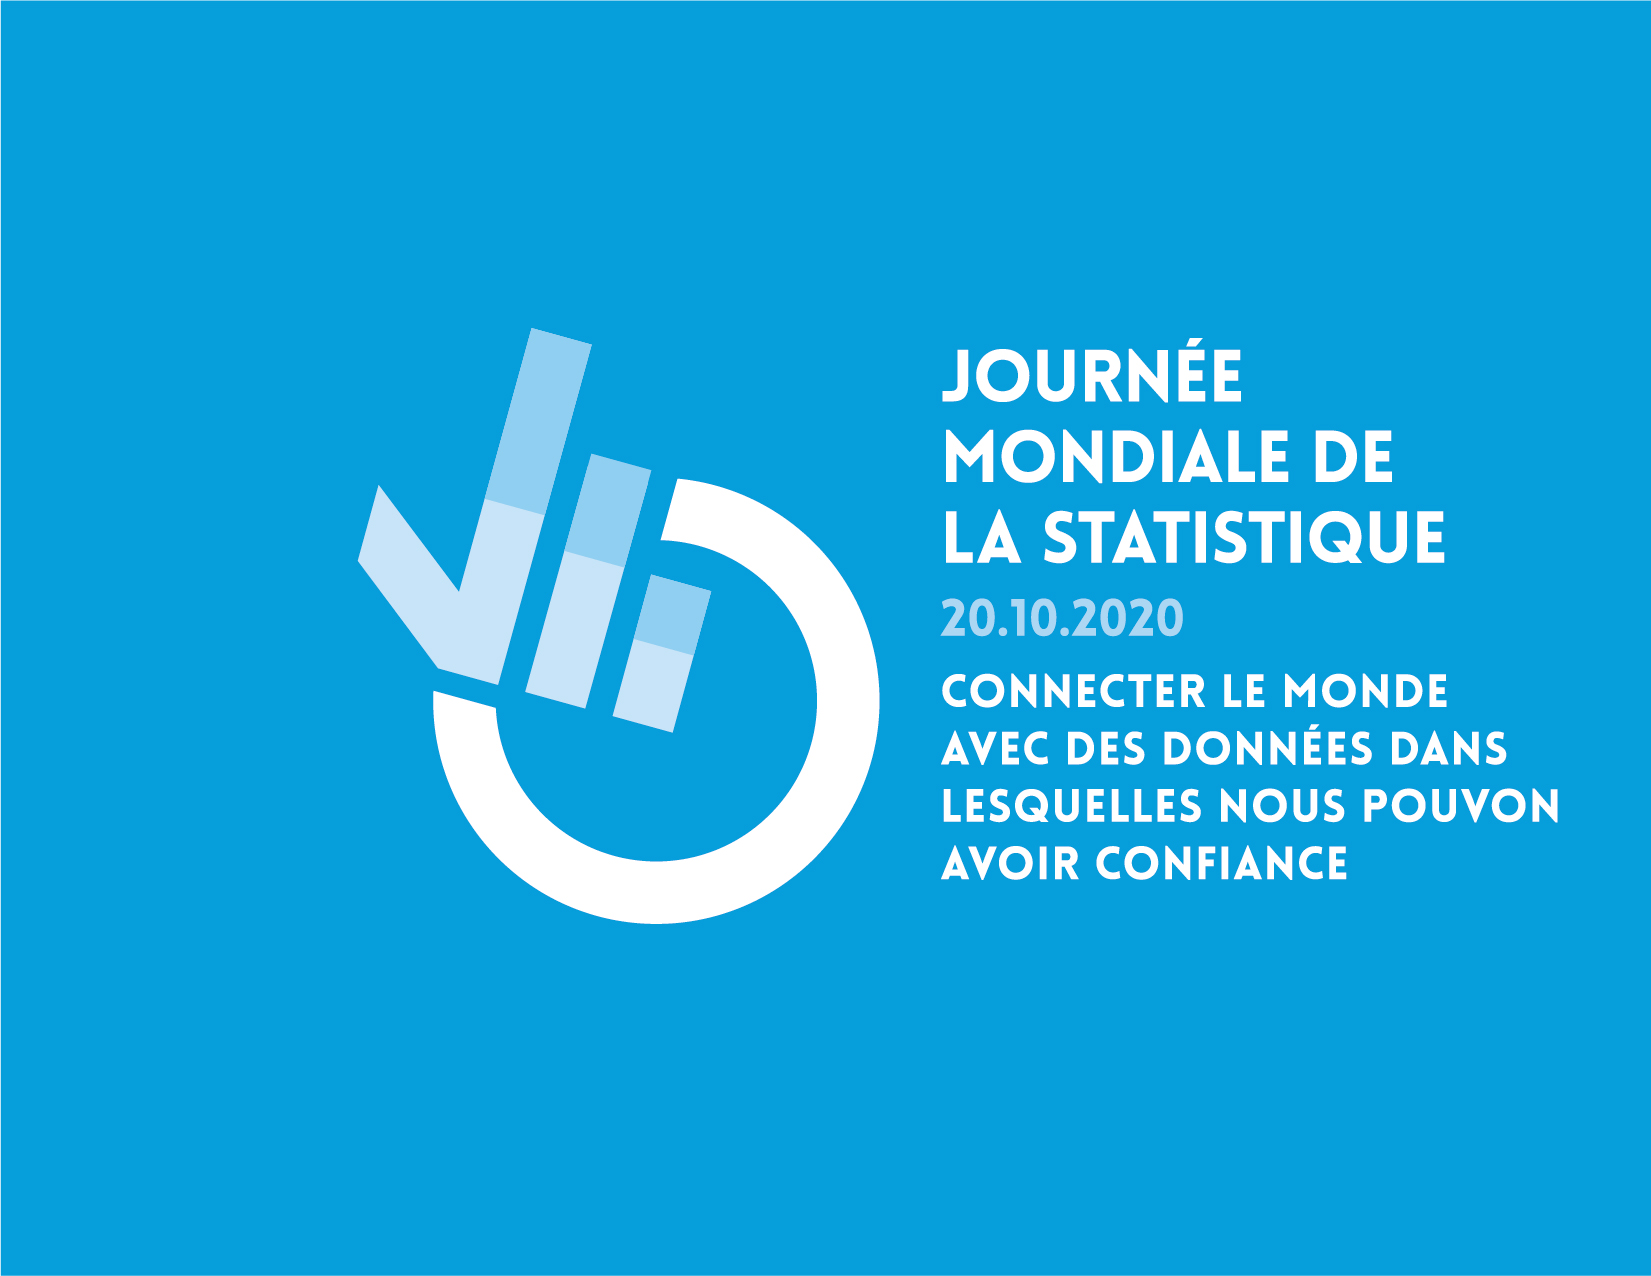 JOURNÉE
MONDIALE DE
LA STATISTIQUE
20.10.2020
CONNECTER LE MONDE
AVEC DES DONNÉES DANS
LESQUELLES NOUS POUVON
AVOIR CONFIANCE